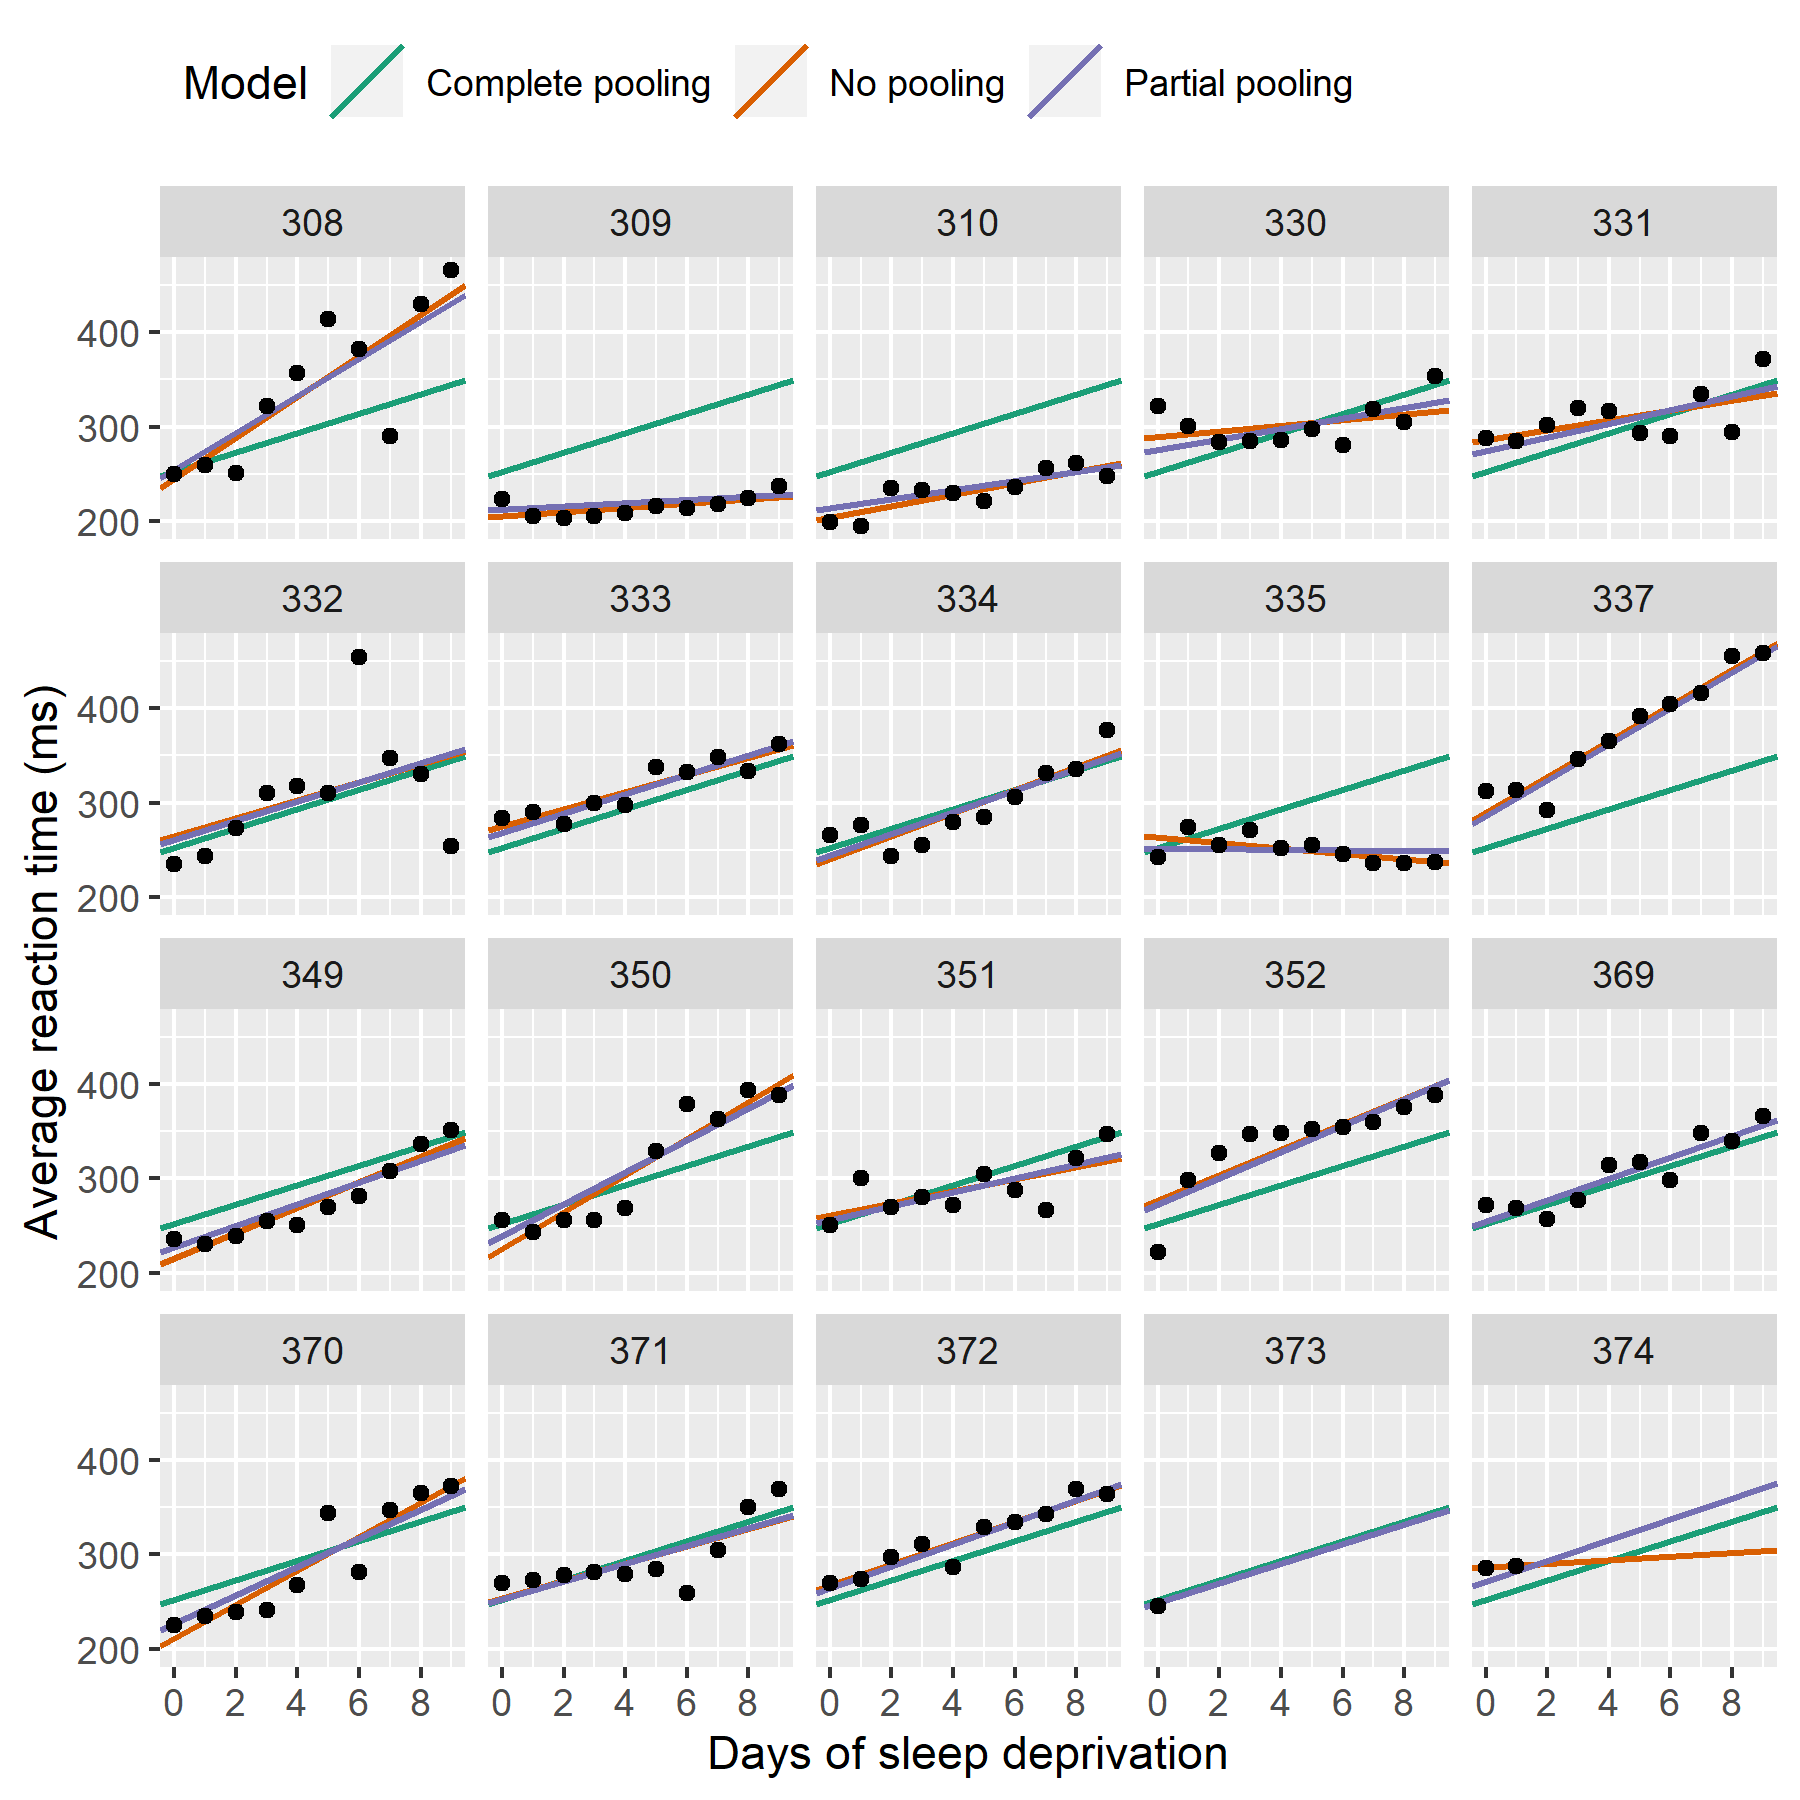 Model Complete pooling No pooling Partial pooling
308 309 310 330 331
400
300
200
332 333 334 335 337
400
300
200
349 350 351 352 369
400
300
200
370 371 372 373 374
400
300
200
0 2 4 6 8 0 2 4 6 8 0 2 4 6 8 0 2 4 6 8 0 2 4 6 8
Days of sleep deprivation
Average reaction time (ms)